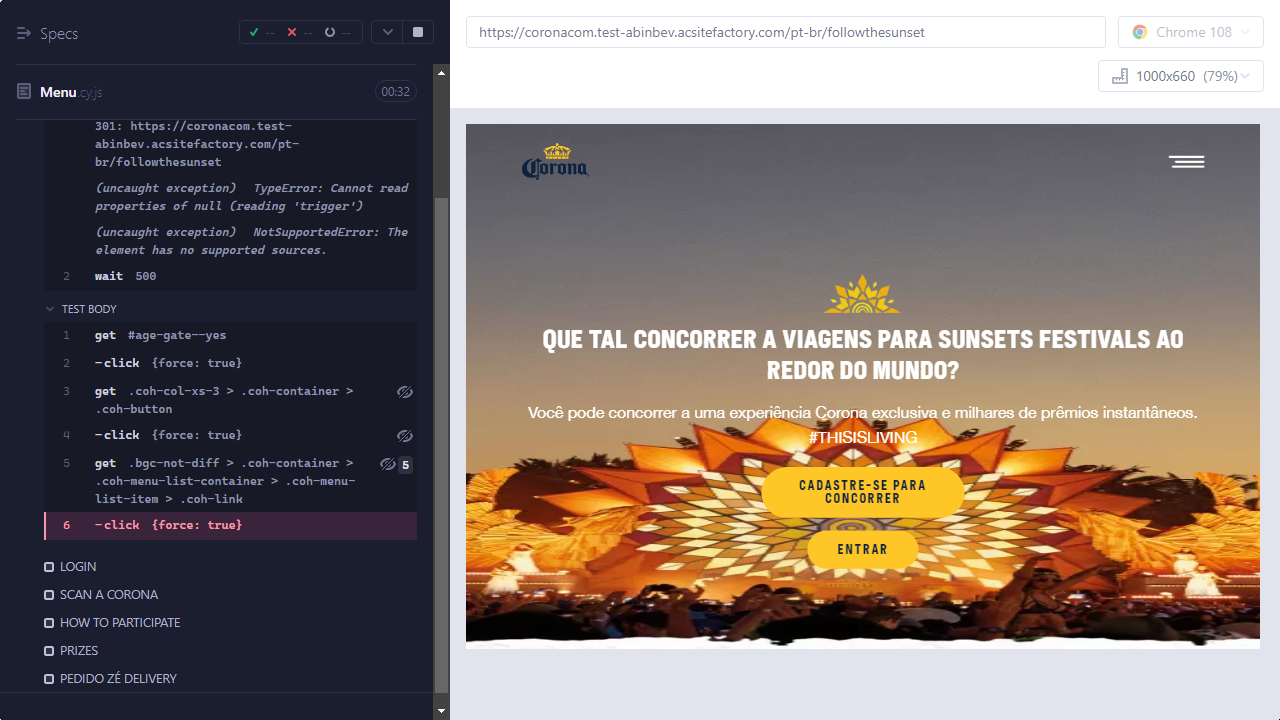 Specs
--
--
--
https://coronacom.test-abinbev.acsitefactory.com/pt-br/followthesunset
Chrome 108
1000x660 (79%)
Menu.cy.js
00:32
301: https://coronacom.test-
abinbev.acsitefactory.com/pt-
br/followthesunset
(uncaught exception) TypeError: Cannot read
properties of null (reading 'trigger')
(uncaught exception) NotSupportedError: The
element has no supported sources.
2 wait 500
TEST BODY
1 get #age-gate--yes
2 -click {force: true}
3 get .coh-col-xs-3 > .coh-container >
.coh-button
4 -click {force: true}
5 get .bgc-not-diff > .coh-container > 5
.coh-menu-list-container > .coh-menu-
list-item > .coh-link
6 -click {force: true}
LOGIN
SCAN A CORONA
HOW TO PARTICIPATE
PRIZES
PEDIDO ZÉ DELIVERY
Corona
QUE TAL CONCORRER A VIAGENS PARA SUNSETS FESTIVALS AO
REDOR DO MUNDO?
Você pode concorrer a uma experiência Corona exclusiva e milhares de prêmios instantâneos.
#THISISLIVING
CADASTRE-SE PARA
CONCORRER
ENTRAR